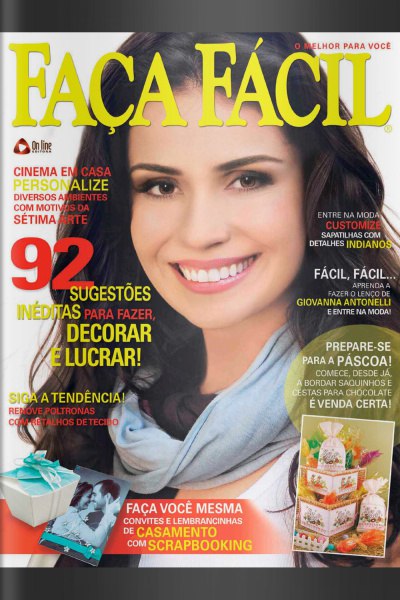 O MELHOR PARA VOCÊ
FAÇA FÁCIL
®
On line
EDITORA
CINEMA EM CASA
PERSONALIZE
DIVERSOS AMBIENTES
COM MOTIVOS DA
SÉTIMA ARTE
92
SUGESTÕES
INÉDITAS PARA FAZER,
DECORAR
E LUCRAR!
SIGA A TENDÊNCIA!
RENOVE POLTRONAS
COM RETALHOS DE TECIDO
ENTRE NA MODA
CUSTOMIZE
SAPATILHAS COM
DETALHES INDIANOS
FÁCIL, FÁCIL...
APRENDA A
FAZER O LENÇO DE
GIOVANNA ANTONELLI
E ENTRE NA MODA!
PREPARE-SE
PARA A PÁSCOA!
COMECE, DESDE JÁ,
A BORDAR SAQUINHOS E
CESTAS PARA CHOCOLATE
É VENDA CERTA!
FAÇA VOCÊ MESMA
CONVITES E LEMBRANCINHAS
DE CASAMENTO
COM SCRAPBOOKING